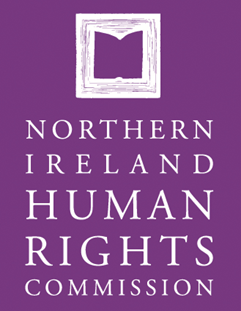 NORTHERN
IRELAND
HUMAN
RIGHTS
COMMISSION